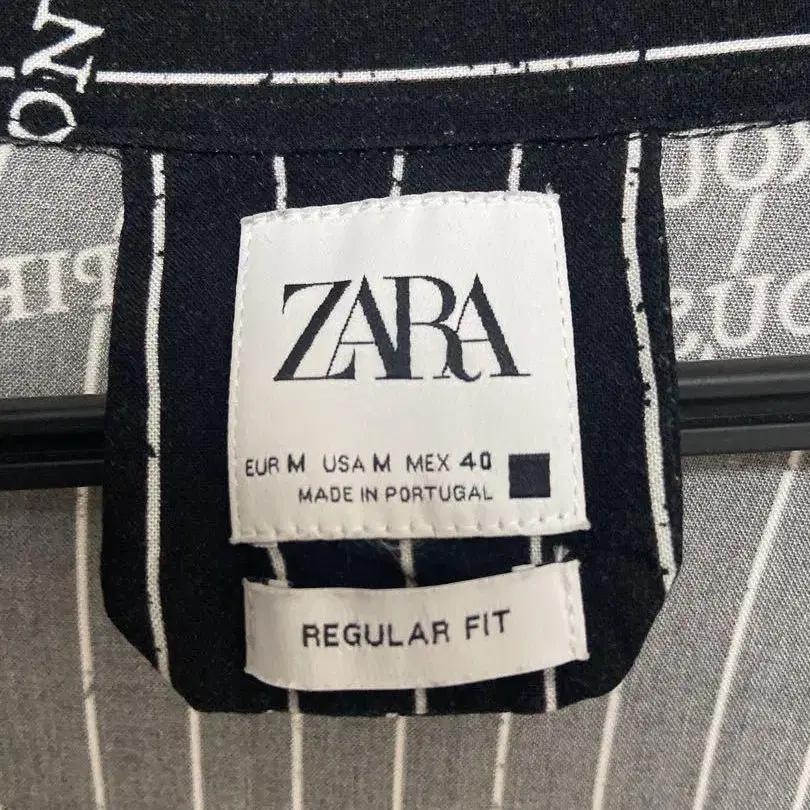 ZARA
EUR M USA M MEX 40
MADE IN PORTUGAL
REGULAR FIT